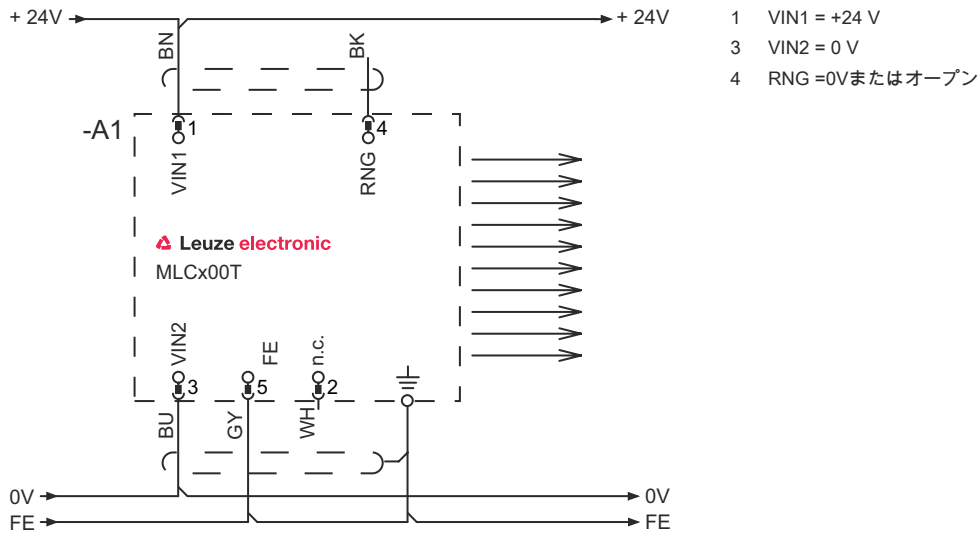 + 24V
+ 24V
1 VIN1 = +24 V
3 VIN2 = 0 V
4 RNG =0Vまたはオープン
BN
BK
-A1
1
4
VIN1
RNG
Leuze electronic
MLCx00T
VIN2
FE
n.c.
3
5
2
BU
GY
WH
0V
0V
FE
FE